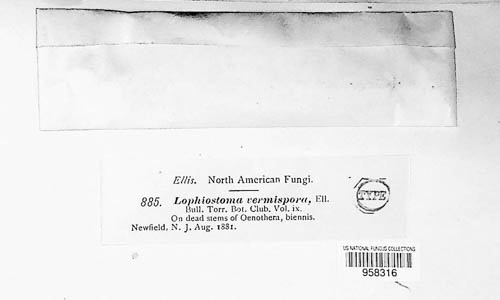 Ellis. North American Fungi.
885. Lophiostoma vermispora, Ell.
Bull. Torr. Bot. Club, Vol. ix.
On dead stems of Oenothera, biennis.
Newfield, N. J. Aug. 1881.
TYPE
US NATIONAL FUNGUS COLLECTIONS
958316